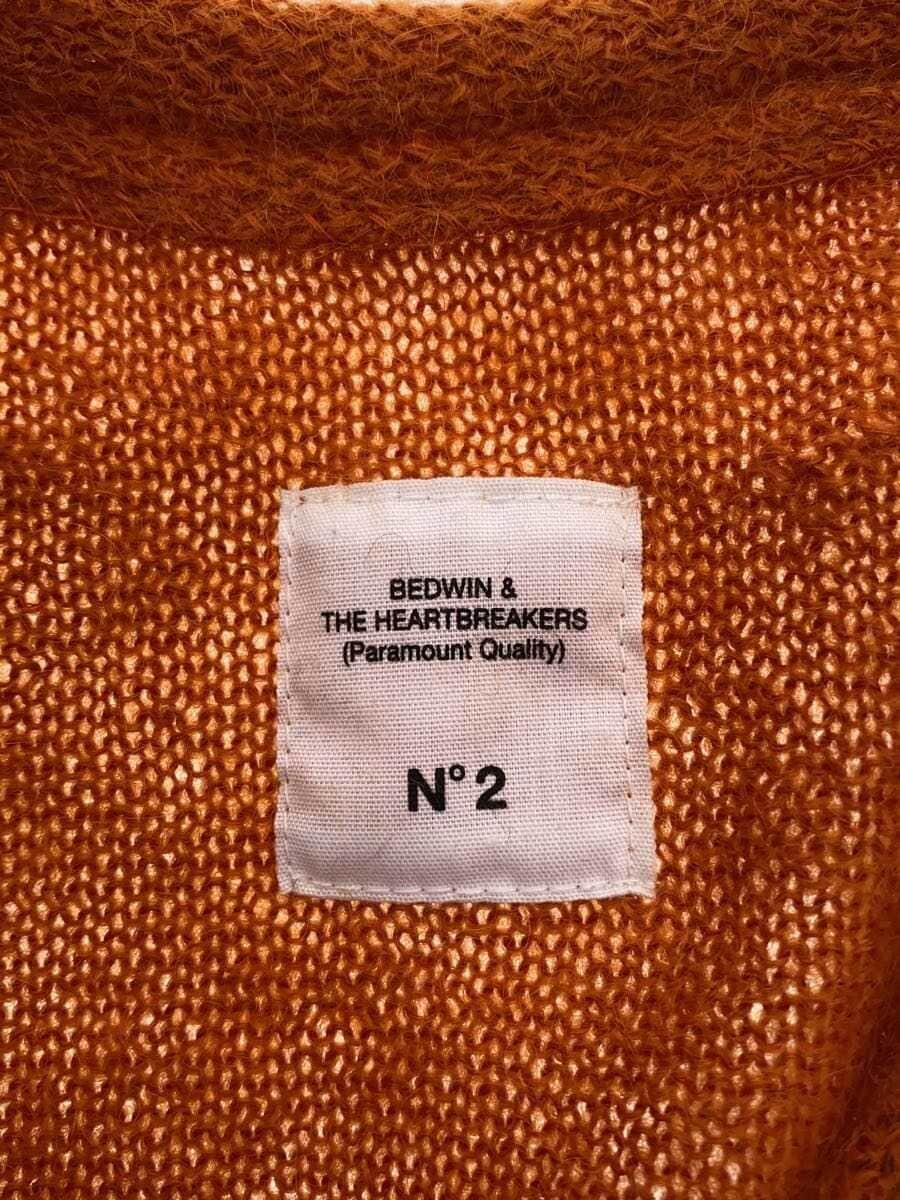 BEDWIN &
THE HEARTBREAKERS
(Paramount Quality)
N° 2